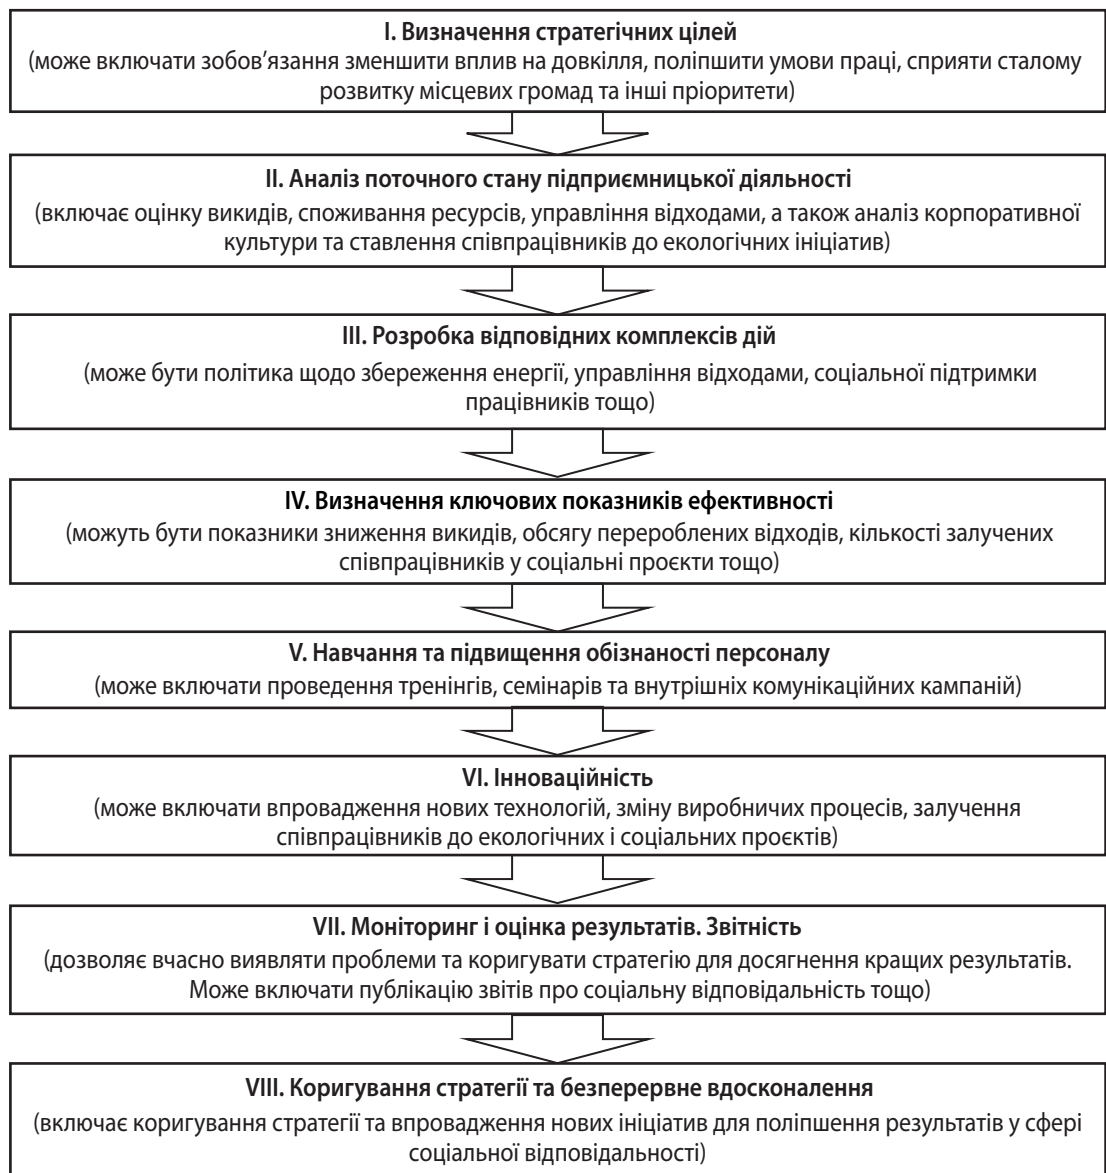 І. Визначення стратегічних цілей
(може включати зобов’язання зменшити вплив на довкілля, поліпшити умови праці, сприяти сталому
розвитку місцевих громад та інші пріоритети)
ІІ. Аналіз поточного стану підприємницької діяльності
(включає оцінку викидів, споживання ресурсів, управління відходами, а також аналіз корпоративної
культури та ставлення співпрацівників до екологічних ініціатив)
ІІІ. Розробка відповідних комплексів дій
(може бути політика щодо збереження енергії, управління відходами, соціальної підтримки
працівників тощо)
IV. Визначення ключових показників ефективності
(можуть бути показники зниження викидів, обсягу перероблених відходів, кількості залучених
співпрацівників у соціальні проєкти тощо)
V. Навчання та підвищення обізнаності персоналу
(може включати проведення тренінгів, семінарів та внутрішніх комунікаційних кампаній)
VI. Інноваційність
(може включати впровадження нових технологій, зміну виробничих процесів, залучення
співпрацівників до екологічних і соціальних проєктів)
VII. Моніторинг і оцінка результатів. Звітність
(дозволяє вчасно виявляти проблеми та коригувати стратегію для досягнення кращих результатів.
Може включати публікацію звітів про соціальну відповідальність тощо)
VIII. Коригування стратегії та безперервне вдосконалення
(включає коригування стратегії та впровадження нових ініціатив для поліпшення результатів у сфері
соціальної відповідальності)